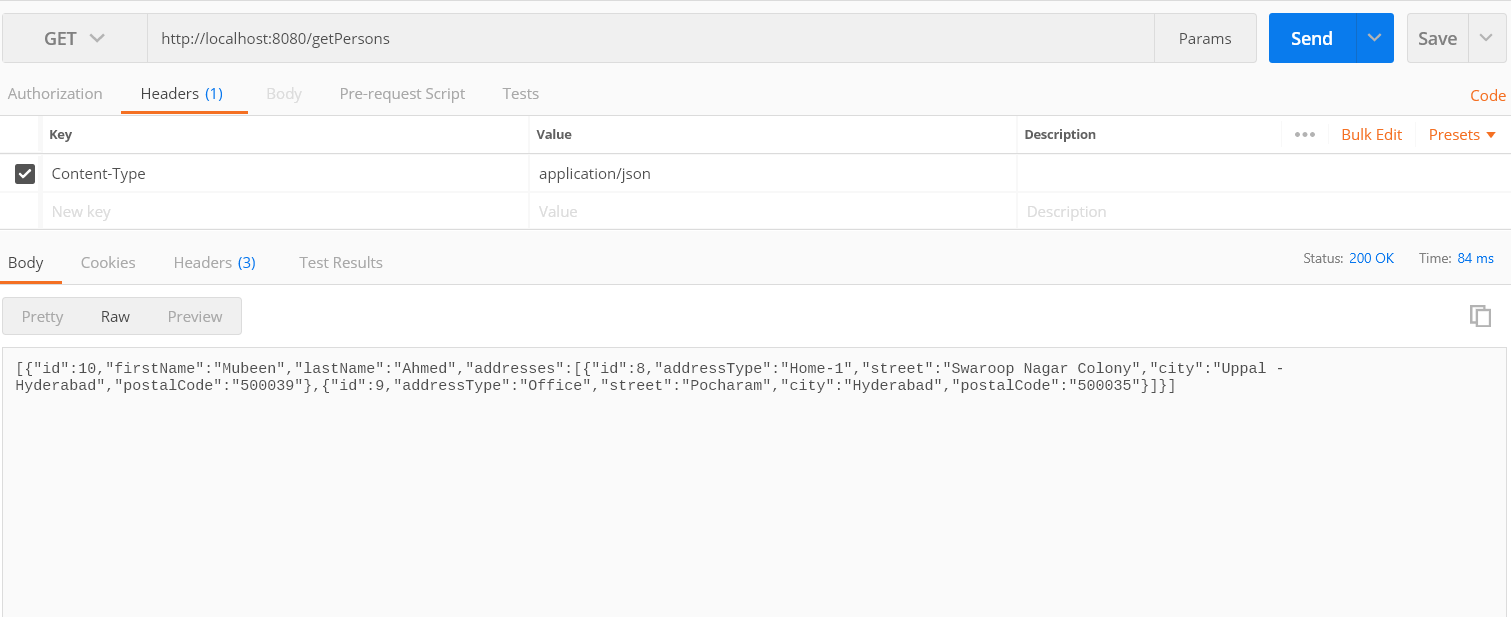 GET http://localhost:8080/getPersons Params Send Save
Authorization Headers (1) Body Pre-request Script Tests Code
Key Value Description Bulk Edit Presets
Content-Type application/json
New key Value Description
Body Cookies Headers (3) Test Results Status: 200 OK Time: 84 ms
Pretty Raw Preview
[{"id":10,"firstName":"Mubeen","lastName":"Ahmed","addresses":[{"id":8,"addressType":"Home-1","street":"Swaroop Nagar Colony","city":"Uppal -
Hyderabad","postalCode":"500039"},{"id":9,"addressType":"Office","street":"Pocharam","city":"Hyderabad","postalCode":"500035"}]}]